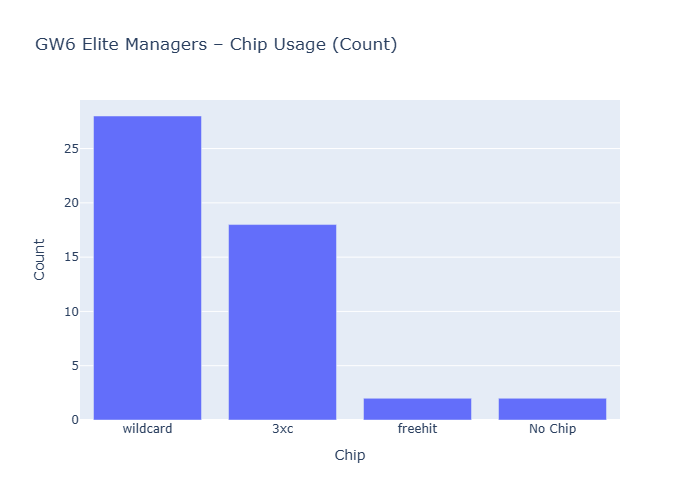 GW6 Elite Managers – Chip Usage (Count)
Count
25
20
15
10
5
0
wildcard
3xc
freehit
No Chip
Chip